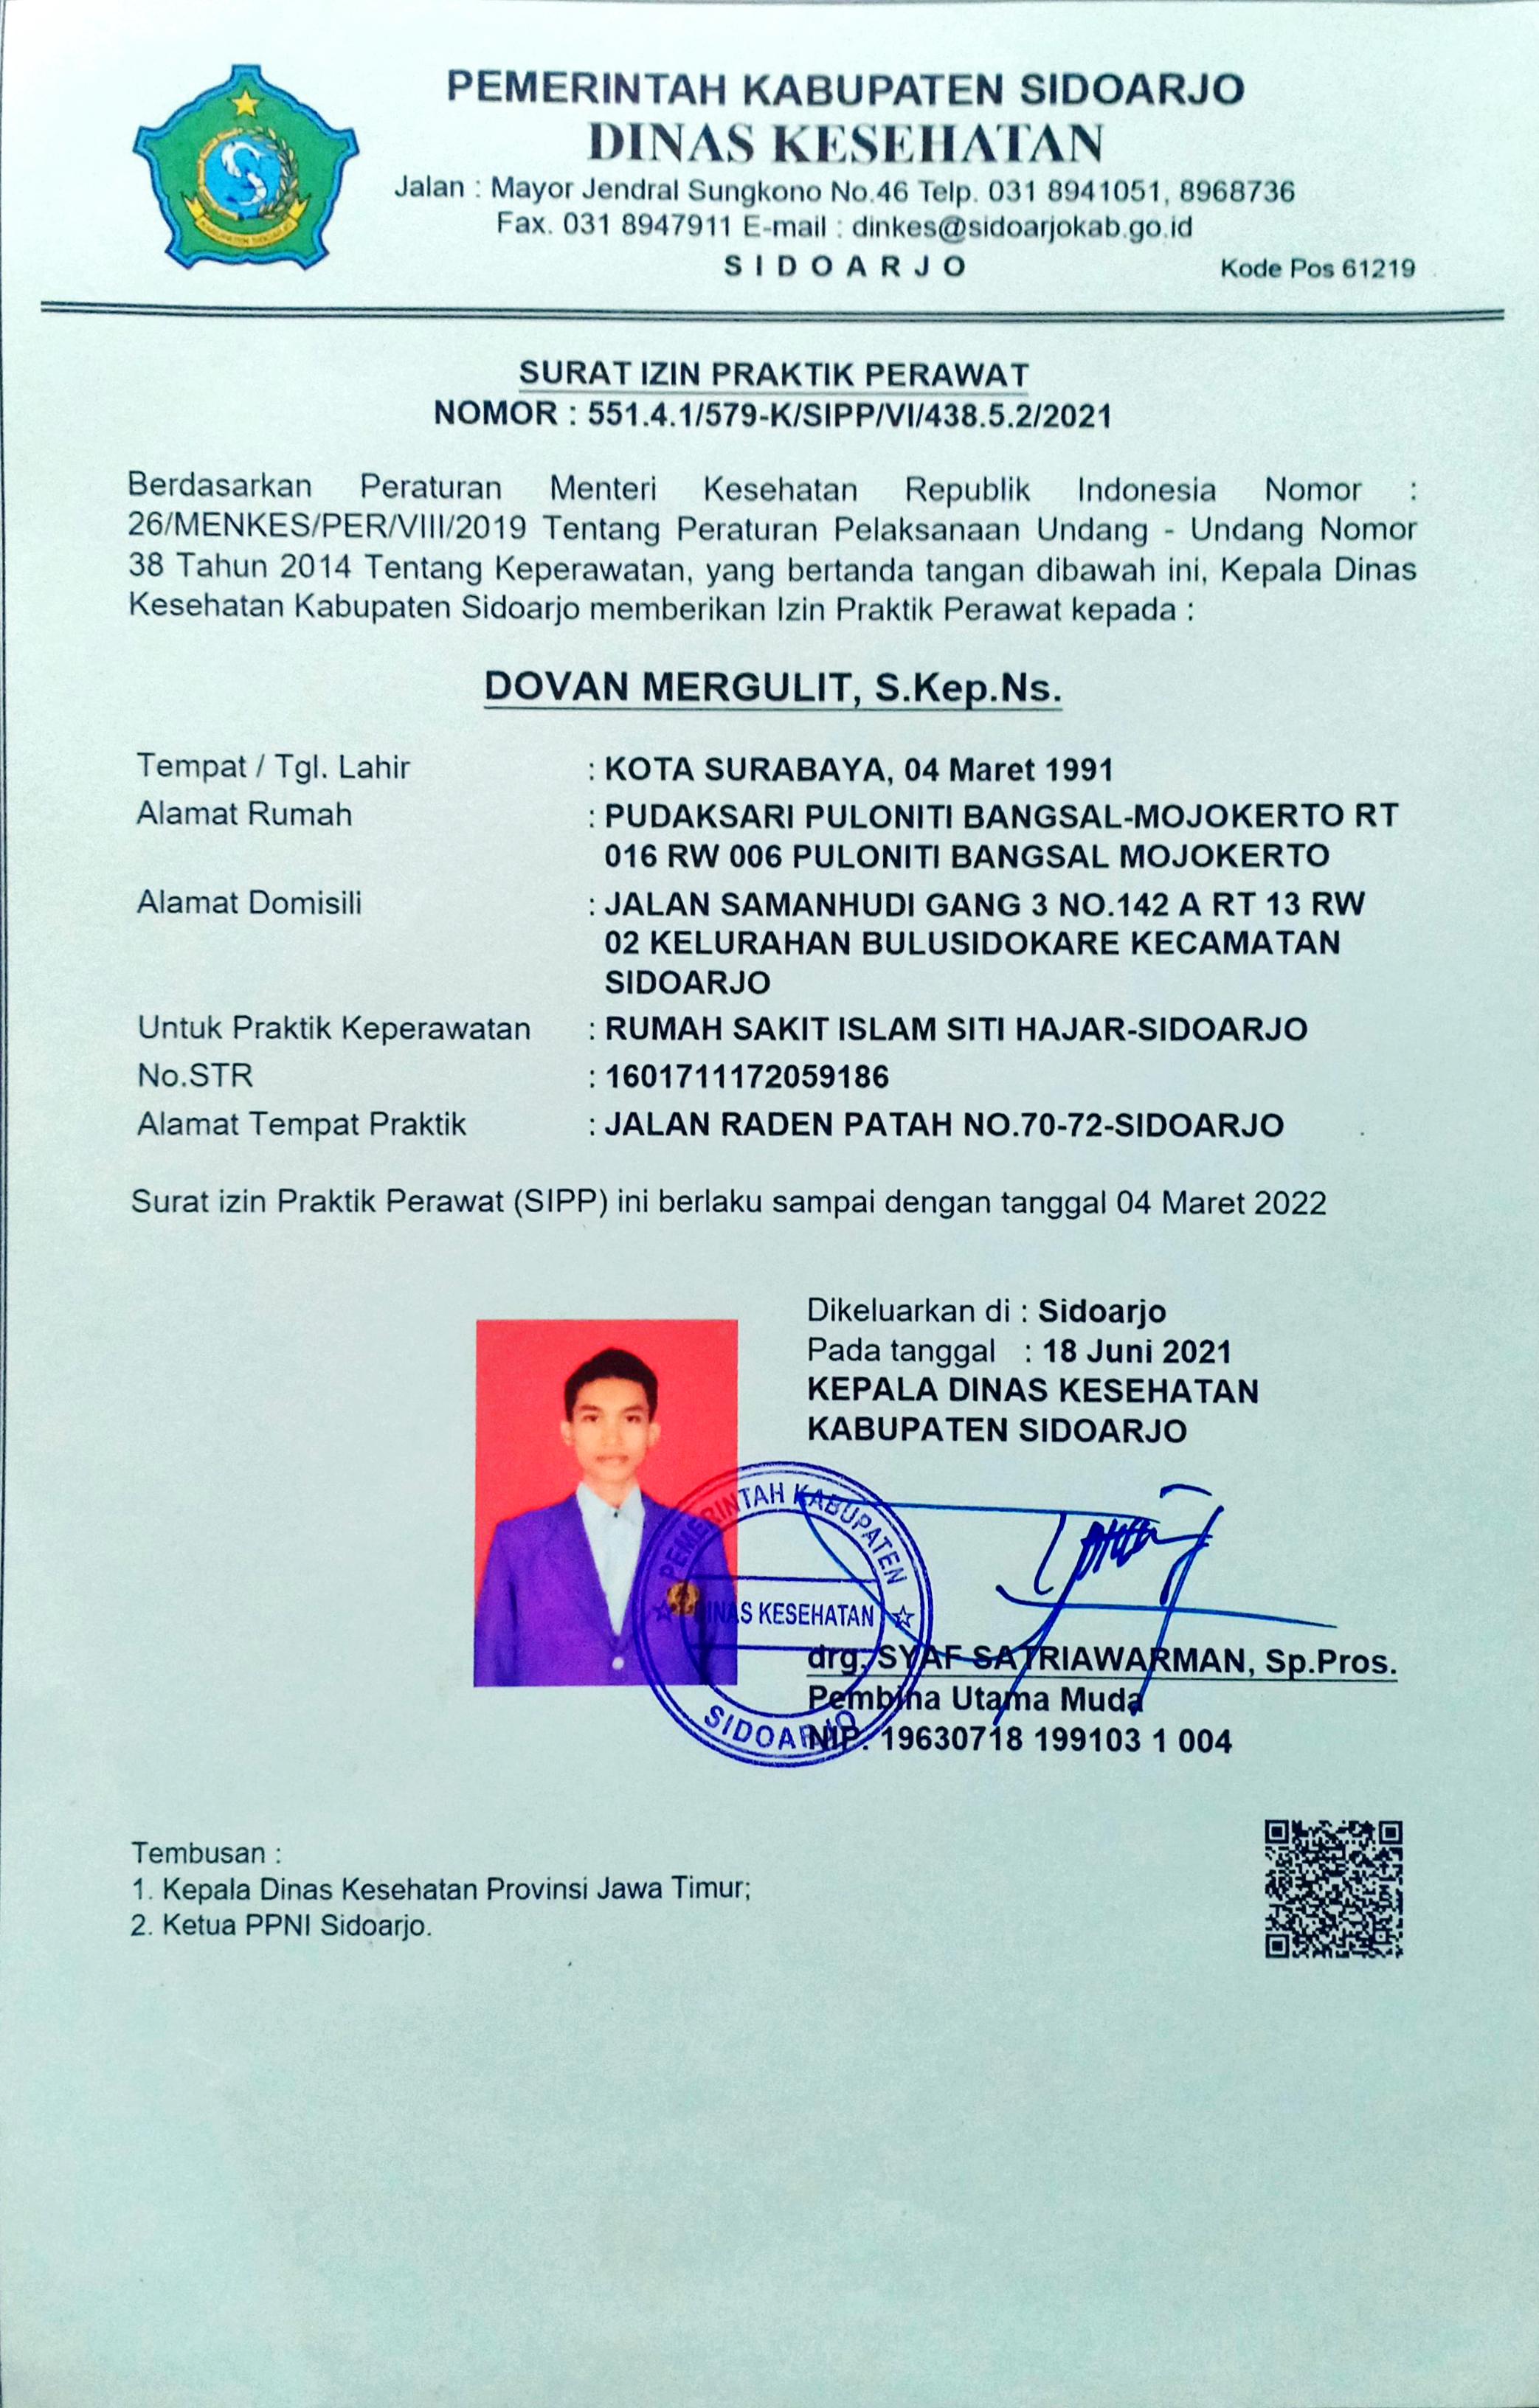 PEMERINTAH KABUPATEN SIDOARJO
DINAS KESEHATAN
Jalan : Mayor Jendral Sungkono No.46 Telp. 031 8941051, 8968736
Fax. 031 8947911 E-mail : dinkes@sidoarjokab.go.id
S I D O A R J O
Kode Pos 61219
KABUPATEN SIDOARJO
SURAT IZIN PRAKTIK PERAWAT
NOMOR : 551.4.1/579-K/SIPP/VI/438.5.2/2021
Berdasarkan Peraturan Menteri Kesehatan Republik Indonesia Nomor :
26/MENKES/PER/VIII/2019 Tentang Peraturan Pelaksanaan Undang - Undang Nomor
38 Tahun 2014 Tentang Keperawatan, yang bertanda tangan dibawah ini, Kepala Dinas
Kesehatan Kabupaten Sidoarjo memberikan Izin Praktik Perawat kepada :
DOVAN MERGULIT, S.Kep.Ns.
Tempat / Tgl. Lahir : KOTA SURABAYA, 04 Maret 1991
Alamat Rumah : PUDAKSARI PULONITI BANGSAL-MOJOKERTO RT
016 RW 006 PULONITI BANGSAL MOJOKERTO
Alamat Domisili : JALAN SAMANHUDI GANG 3 NO.142 A RT 13 RW
02 KELURAHAN BULUSIDOKARE KECAMATAN
SIDOARJO
Untuk Praktik Keperawatan : RUMAH SAKIT ISLAM SITI HAJAR-SIDOARJO
No.STR : 1601711172059186
Alamat Tempat Praktik : JALAN RADEN PATAH NO.70-72-SIDOARJO
Surat izin Praktik Perawat (SIPP) ini berlaku sampai dengan tanggal 04 Maret 2022
Dikeluarkan di : Sidoarjo
Pada tanggal : 18 Juni 2021
KEPALA DINAS KESEHATAN
KABUPATEN SIDOARJO
PEMERINTAH KABUPATEN
DINAS KESEHATAN
SIDOARJO
drg. SYAF SATRIAWARMAN, Sp.Pros.
Pembina Utama Muda
NIP. 19630718 199103 1 004
Tembusan :
1. Kepala Dinas Kesehatan Provinsi Jawa Timur;
2. Ketua PPNI Sidoarjo.